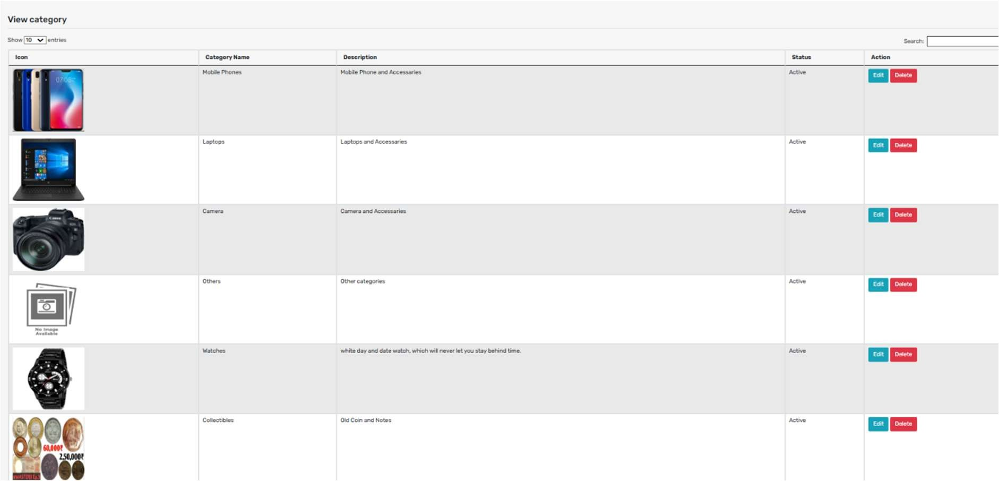 View category
Show 10 entries
Search:
Icon Category Name Description Status Action
Mobile Phones Mobile Phone and Accessaries Active Edit Delete
07:08
Laptops Laptops and Accessaries Active Edit Delete
Camera Camera and Accessaries Active Edit Delete
Canon
Others Other categories Active Edit Delete
No Image
Available
Watches white day and date watch, which will never let you stay behind time. Active Edit Delete
Collectibles Old Coin and Notes Active Edit Delete
60,000₹
2,50,000₹